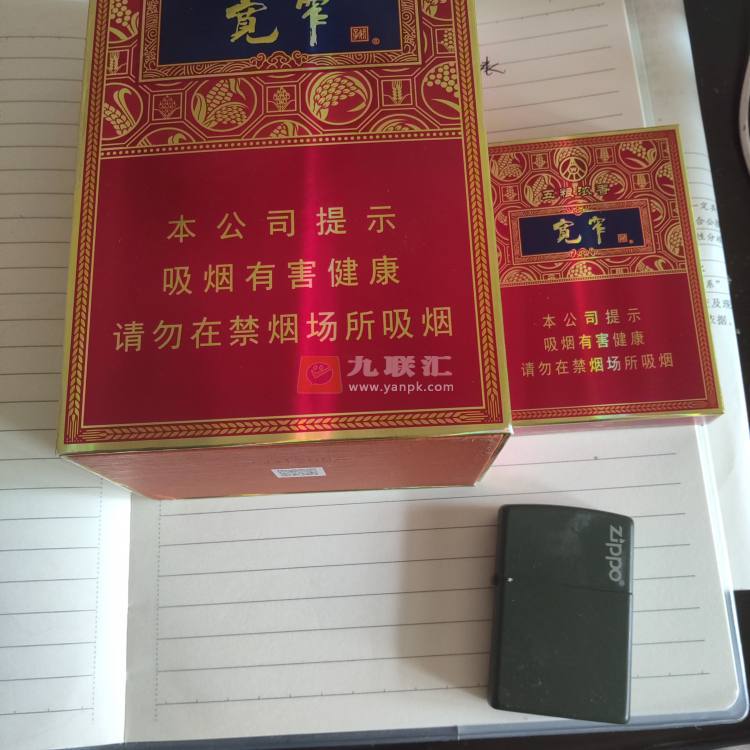 宽窄
本公司提示
吸烟有害健康
请勿在禁烟场所吸烟
五粮浓香
宽窄
本公司提示
吸烟有害健康
请勿在禁烟场所吸烟
九联汇
www.yanpk.com
zippo